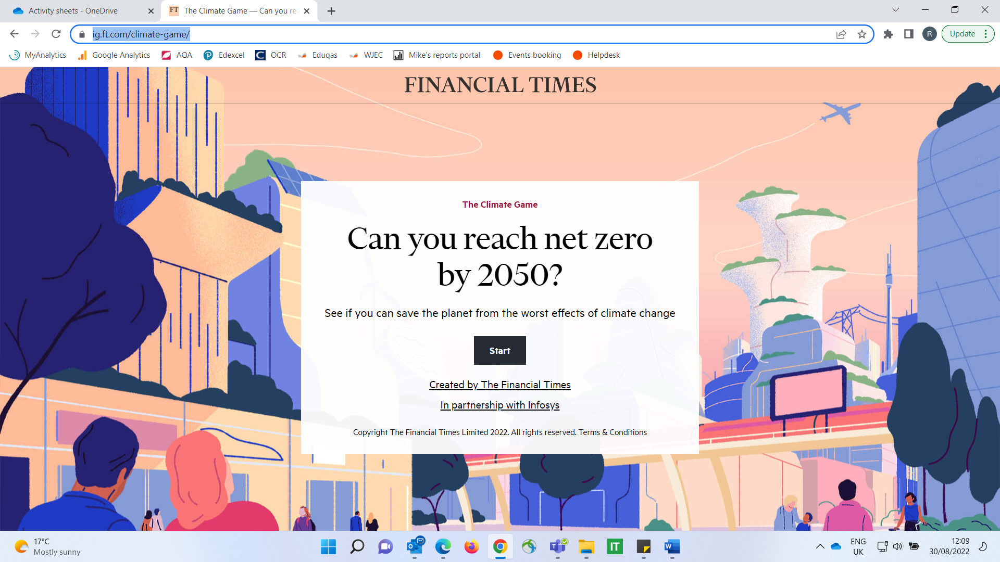 Activity sheets - OneDrive
FT The Climate Game — Can you re
ig.ft.com/climate-game/
R
Update
MyAnalytics Google Analytics AQA Edexcel OCR Eduqas WJEC Mike's reports portal Events booking Helpdesk
FINANCIAL TIMES
The Climate Game
Can you reach net zero
by 2050?
See if you can save the planet from the worst effects of climate change
Start
Created by The Financial Times
In partnership with Infosys
Copyright The Financial Times Limited 2022. All rights reserved. Terms & Conditions
17°C
Mostly sunny
IT
ENG
UK
12:09
30/08/2022